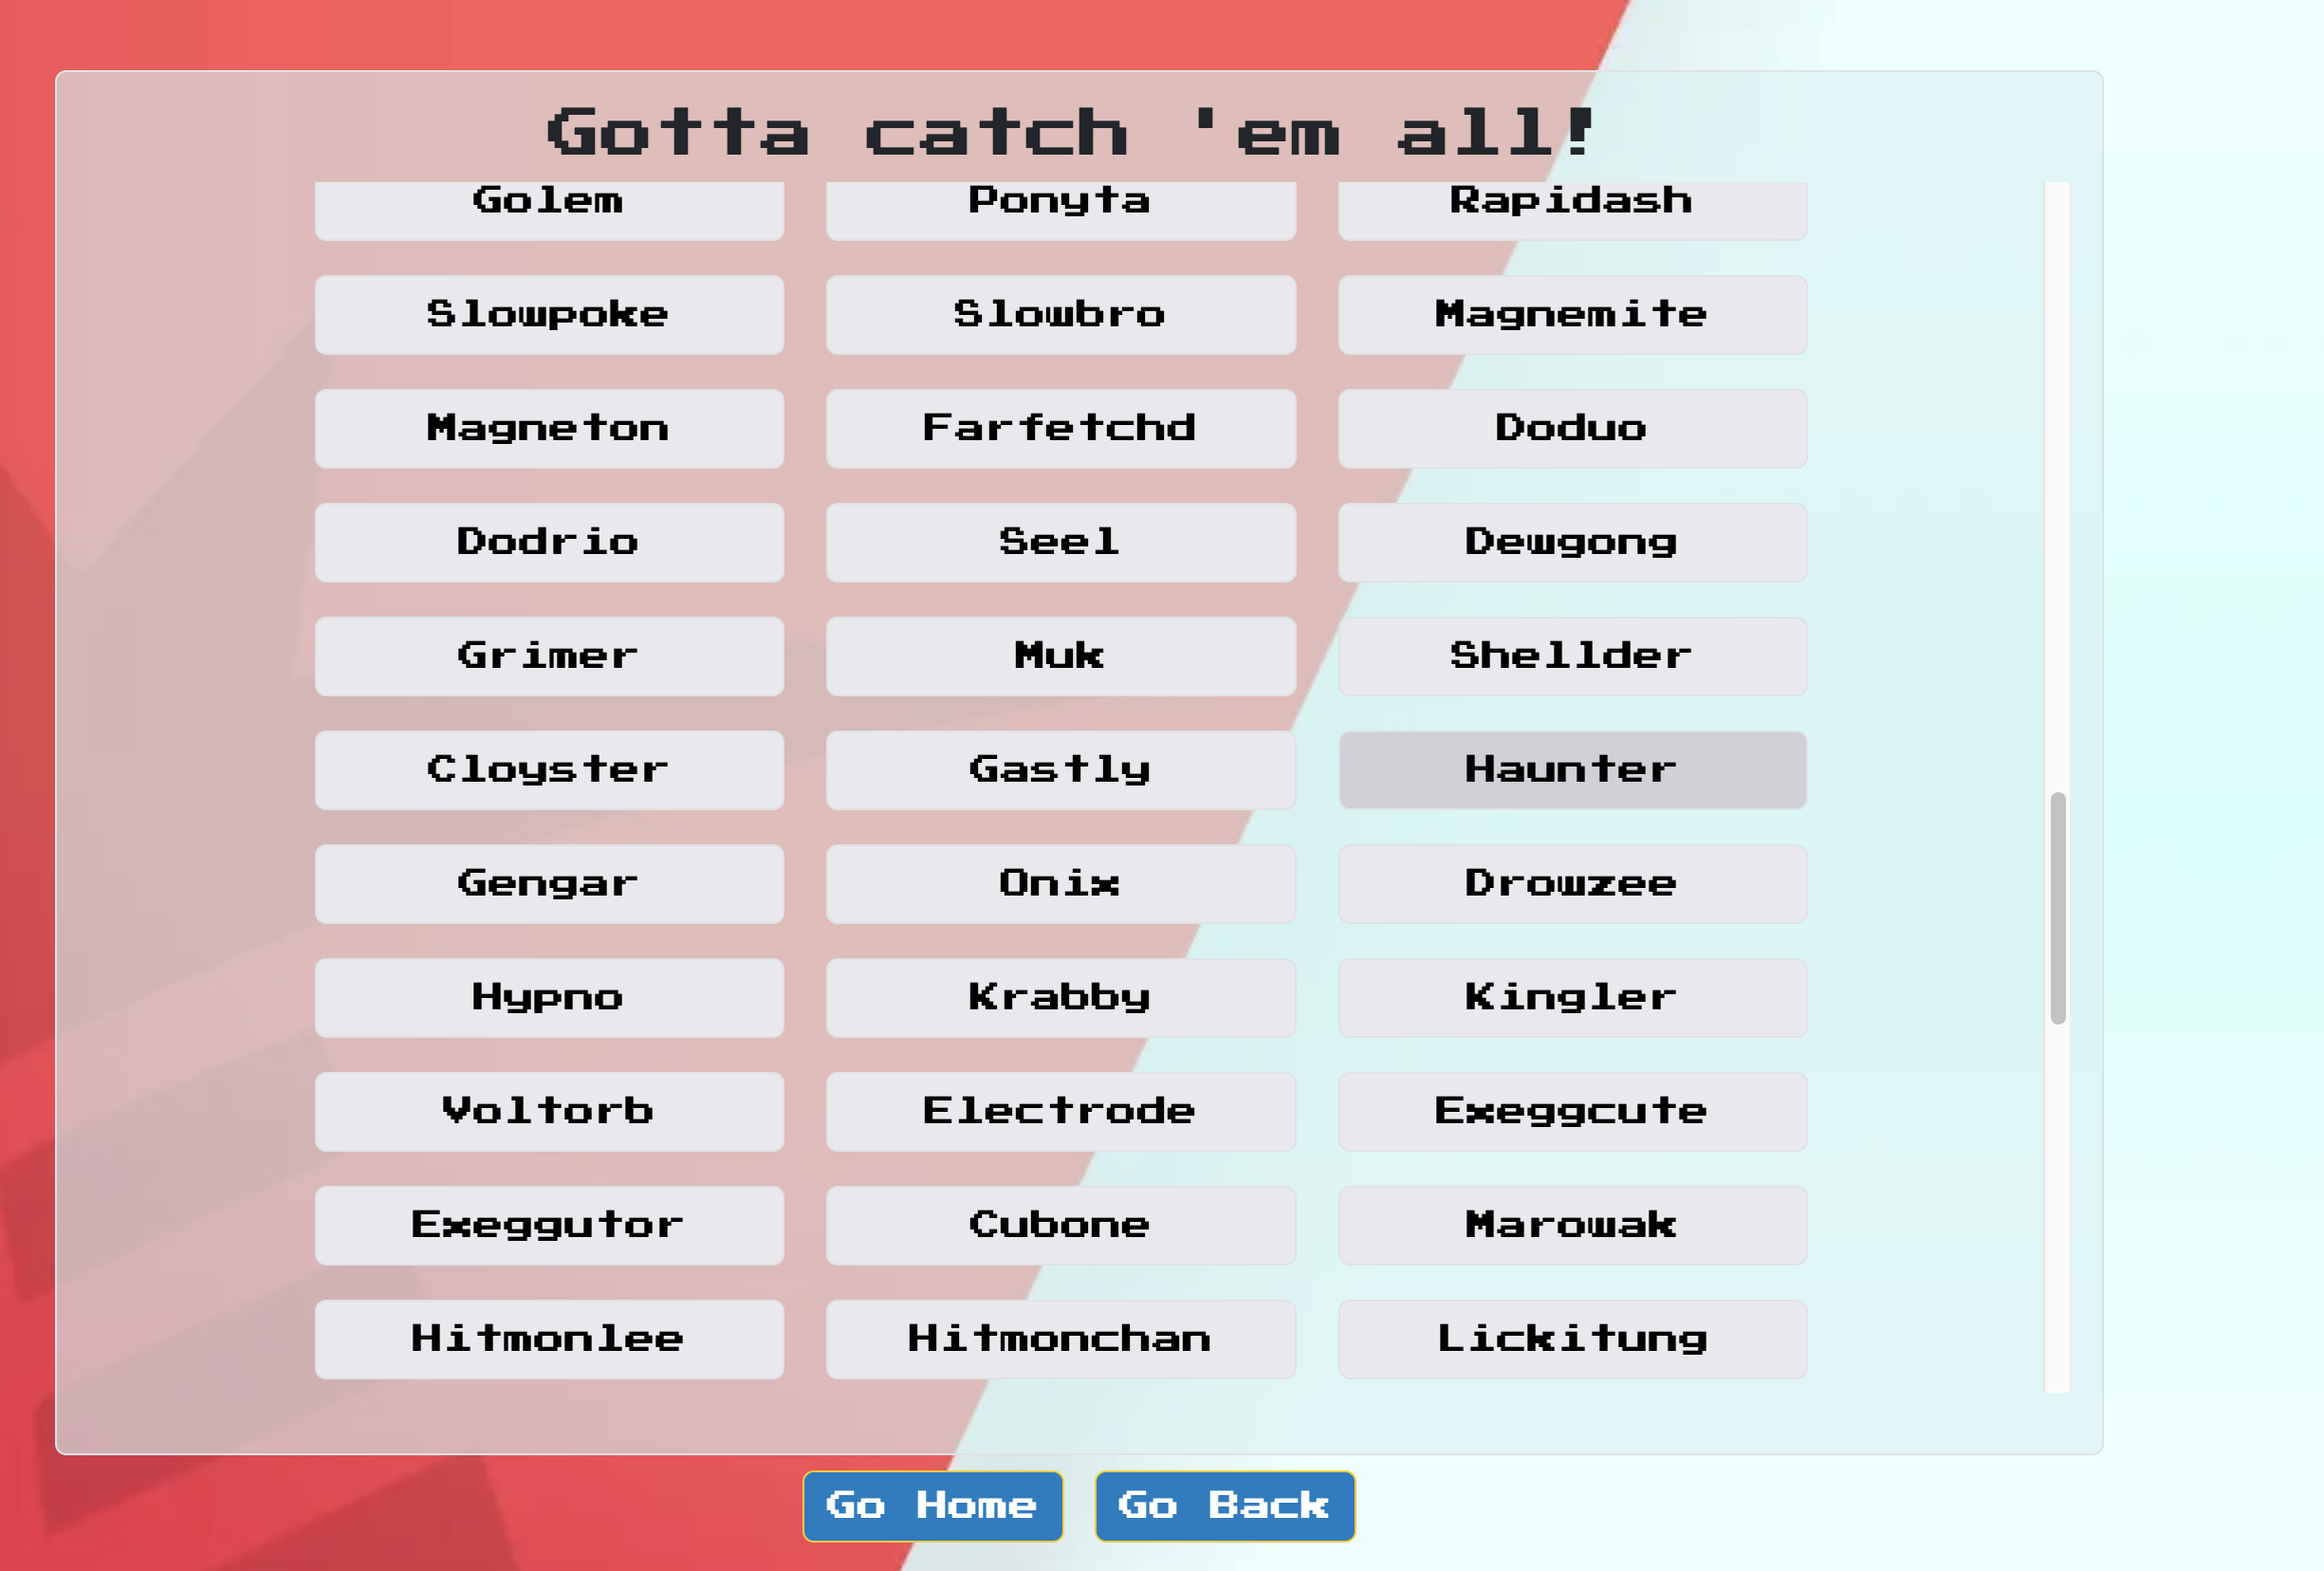 Gotta catch 'em all!
Golem Ponyta Rapidash
Slowpoke Slowbro Magnemite
Magneton Farfetchd Doduo
Dodrio Seel Dewgong
Grimer Muk Shellder
Cloyster Gastly Haunter
Gengar Onix Drowzee
Hypno Krabby Kingler
Voltorb Electrode Exeggcute
Exeggutor Cubone Marowak
Hitmonlee Hitmonchan Lickitung
Go Home Go Back